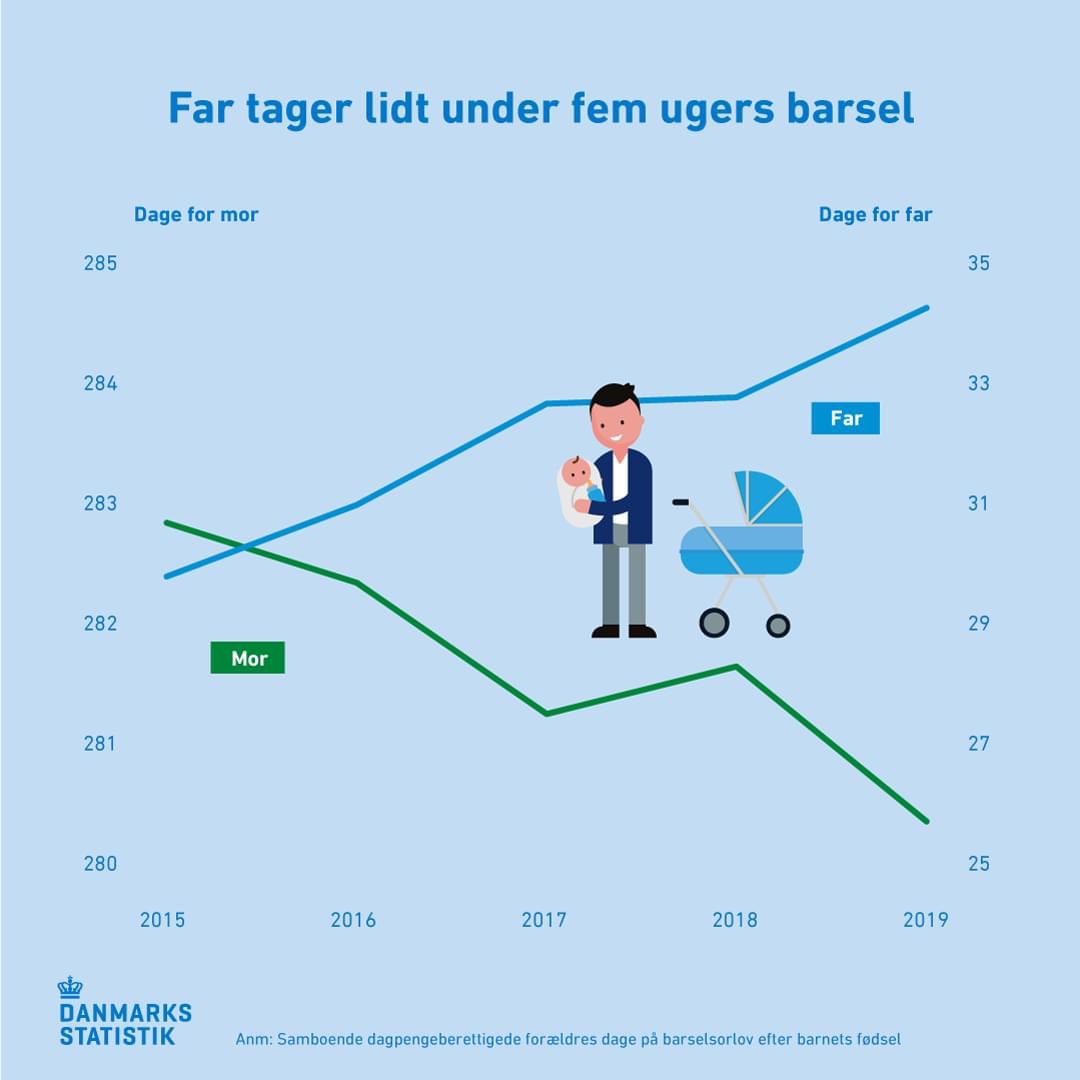 Far tager lidt under fem ugers barsel
Dage for mor
Dage for far
285
35
284
33
Far
283
31
282
29
Mor
281
27
280
25
2015
2016
2017
2018
2019
DANMARKS
STATISTIK
Anm: Samboende dagpengeberettigede forældres dage på barselsorlov efter barnets fødsel